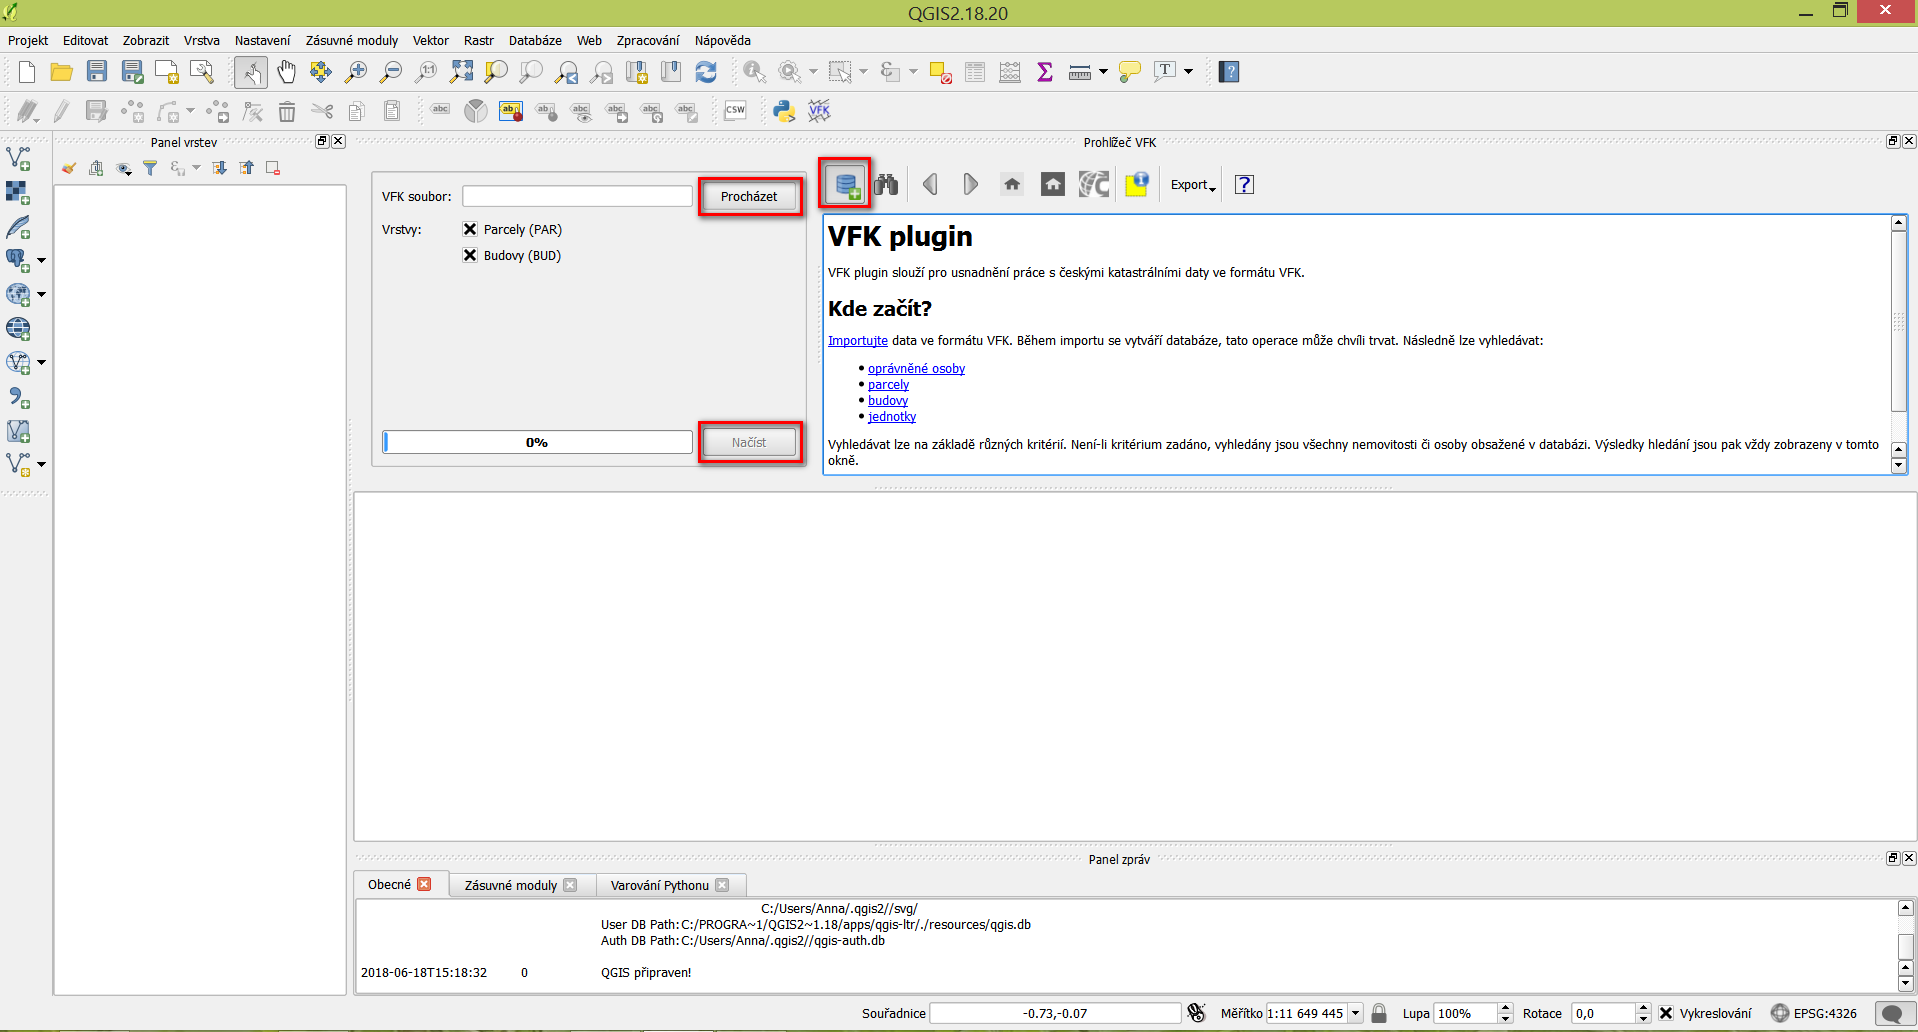 QGIS2.18.20
Projekt Editovat Zobrazit Vrstva Nastavení Zásuvné moduly Vektor Rastr Databáze Web Zpracování Nápověda
1:1 ε Σ T ?
abc ab abc abc abc abc CSW VFK
Panel vrstev
Prohlížeč VFK
VFK soubor: Procházet
Vrstvy: Parcely (PAR)
Budovy (BUD)
0% Načíst
Export ?
VFK plugin
VFK plugin slouží pro usnadnění práce s českými katastrálními daty ve formátu VFK.
Kde začít?
Importujte data ve formátu VFK. Během importu se vytváří databáze, tato operace může chvíli trvat. Následně lze vyhledávat:
oprávněné osoby
parcely
budovy
jednotky
Vyhledávat lze na základě různých kritérií. Není-li kritérium zadáno, vyhledány jsou všechny nemovitosti či osoby obsažené v databázi. Výsledky hledání jsou pak vždy zobrazeny v tomto
okně.
Panel zpráv
Obecné Zásuvné moduly Varování Pythonu
C:/Users/Anna/.qgis2//svg/
User DB Path: C:/PROGRA~1/QGIS2~1.18/apps/qgis-ltr/./resources/qgis.db
Auth DB Path: C:/Users/Anna/.qgis2//qgis-auth.db
2018-06-18T15:18:32 0 QGIS připraven!
Souřadnice -0.73,-0.07 Měřítko 1:11 649 445 Lupa 100% Rotace 0,0 Vykreslování EPSG:4326